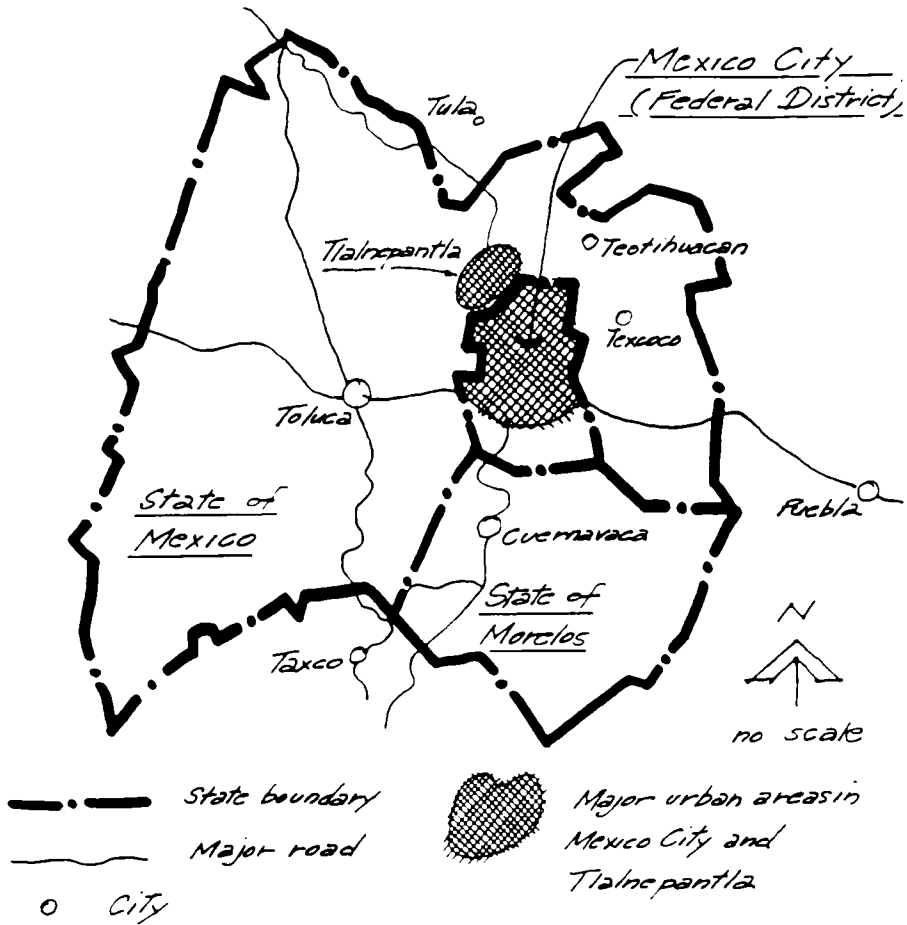 Mexico City
(Federal District)
Tula
Teotihuacan
Tlalnepantla
Texcoco
Toluca
State of
Mexico
Puebla
Cuernavaca
State of
Morelos
Taxco
N
no scale
State boundary
Major road
City
Major urban areas in
Mexico City and
Tlalnepantla